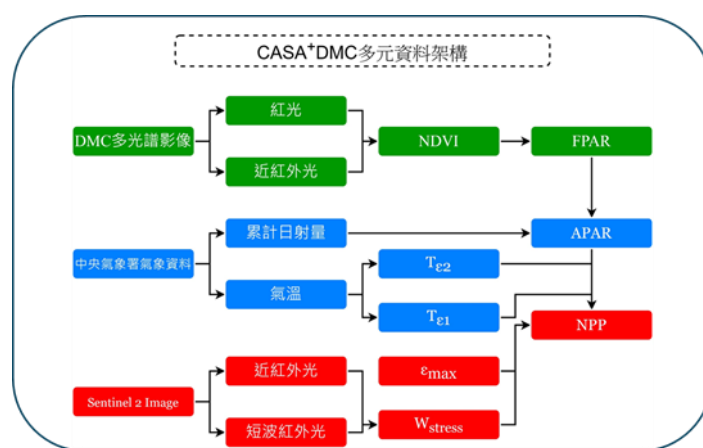 CASA⁺DMC多元資料架構
紅光
DMC多光譜影像
NDVI
FPAR
近紅外光
累計日射量
APAR
中央氣象署氣象資料
氣溫
Tε2
Tε1
NPP
近紅外光
εmax
Sentinel 2 Image
短波紅外光
Wstress